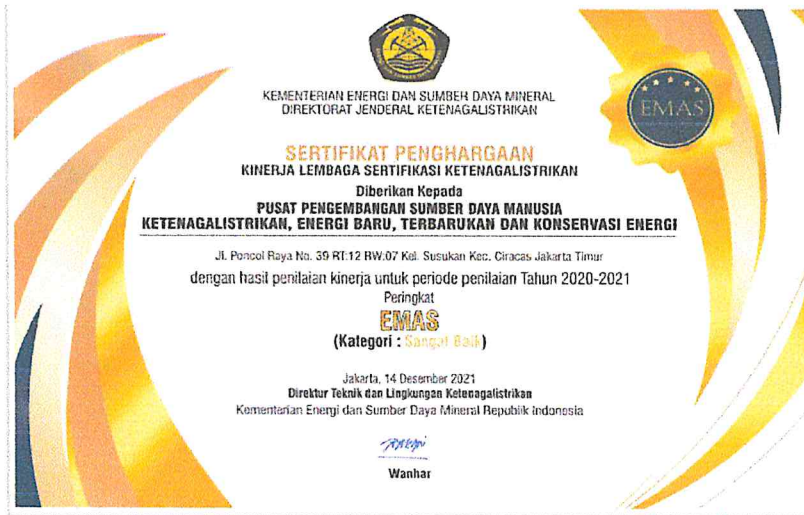 KEMENTERIAN ENERGI DAN SUMBER DAYA MINERAL
DIREKTORAT JENDERAL KETENAGALISTRIKAN
EMAS
SERTIFIKAT PENGHARGAAN
KINERJA LEMBAGA SERTIFIKASI KETENAGALISTRIKAN
Diberikan Kepada
PUSAT PENGEMBANGAN SUMBER DAYA MANUSIA
KETENAGALISTRIKAN, ENERGI BARU, TERBARUKAN DAN KONSERVASI ENERGI
Jl. Poncol Raya No. 39 RT:12 RW:07 Kel. Susukan Kec. Ciracas Jakarta Timur
dengan hasil penilaian kinerja untuk periode penilaian Tahun 2020-2021
Peringkat
EMAS
(Kategori : Sangat Baik)
Jakarta, 14 Desember 2021
Direktur Teknik dan Lingkungan Ketenagalistrikan
Kementerian Energi dan Sumber Daya Mineral Republik Indonesia
Wanhar